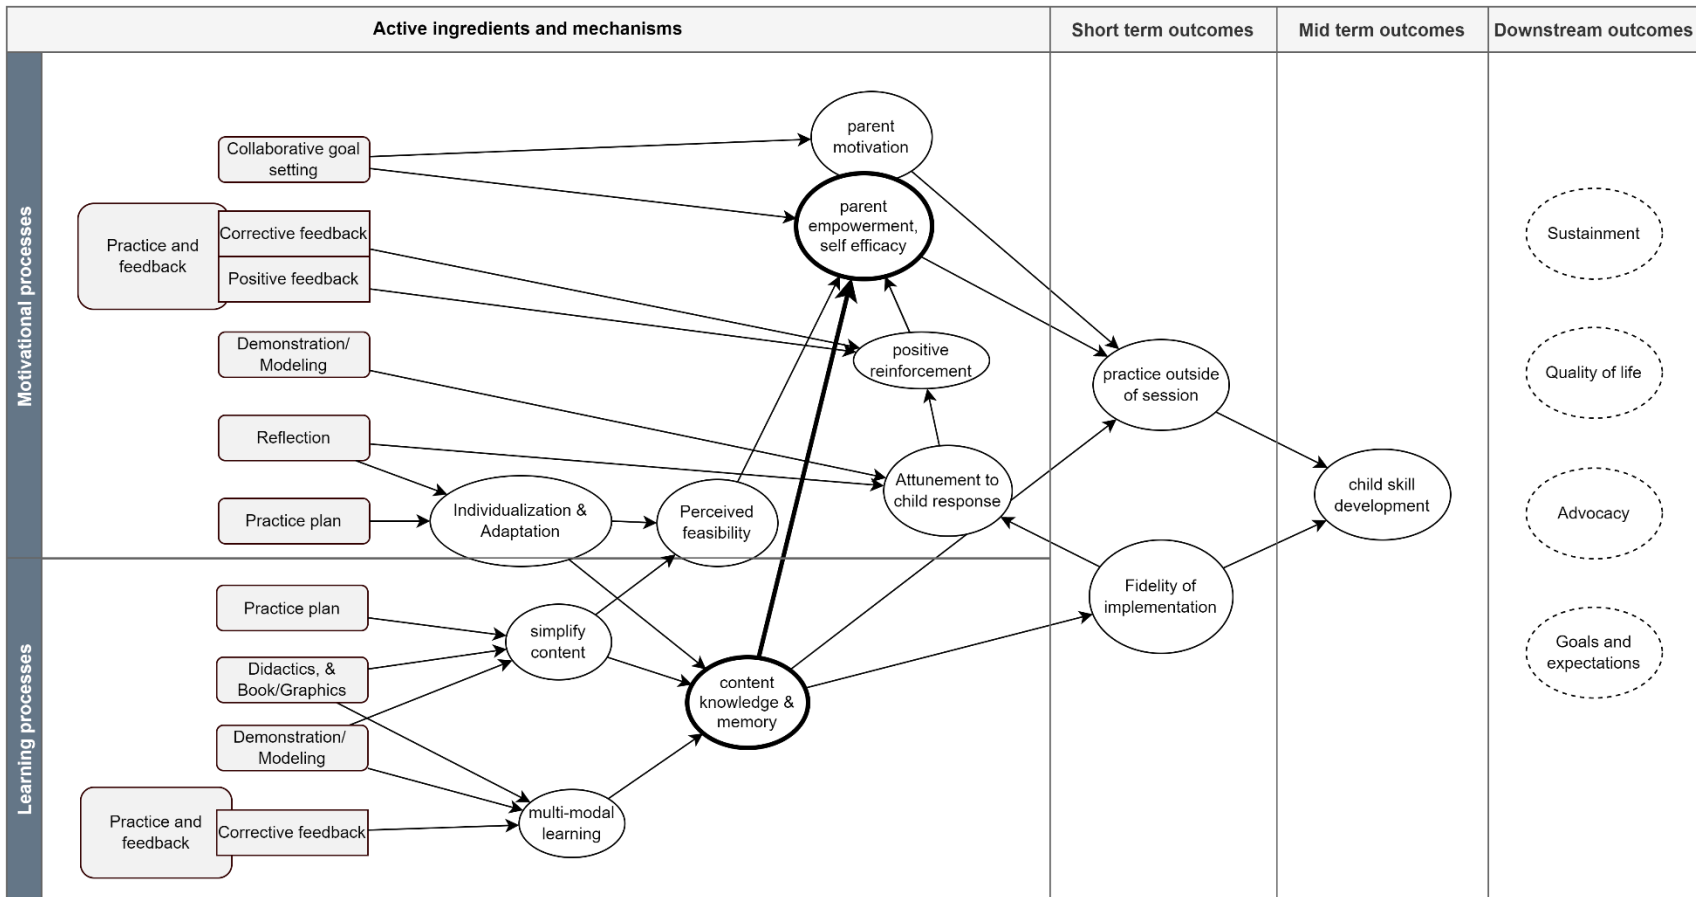 Active ingredients and mechanisms
Short term outcomes
Mid term outcomes
Downstream outcomes
Motivational processes
Collaborative goal
setting
Practice and
feedback
Corrective feedback
Positive feedback
Demonstration/
Modeling
Reflection
Practice plan
Individualization &
Adaptation
Perceived
feasibility
parent
motivation
parent
empowerment,
self efficacy
positive
reinforcement
Attunement to
child response
practice outside
of session
child skill
development
Fidelity of
implementation
Sustainment
Quality of life
Advocacy
Goals and
expectations
Learning processes
Practice plan
Didactics, &
Book/Graphics
Demonstration/
Modeling
Practice and
feedback
Corrective feedback
simplify
content
multi-modal
learning
content
knowledge &
memory